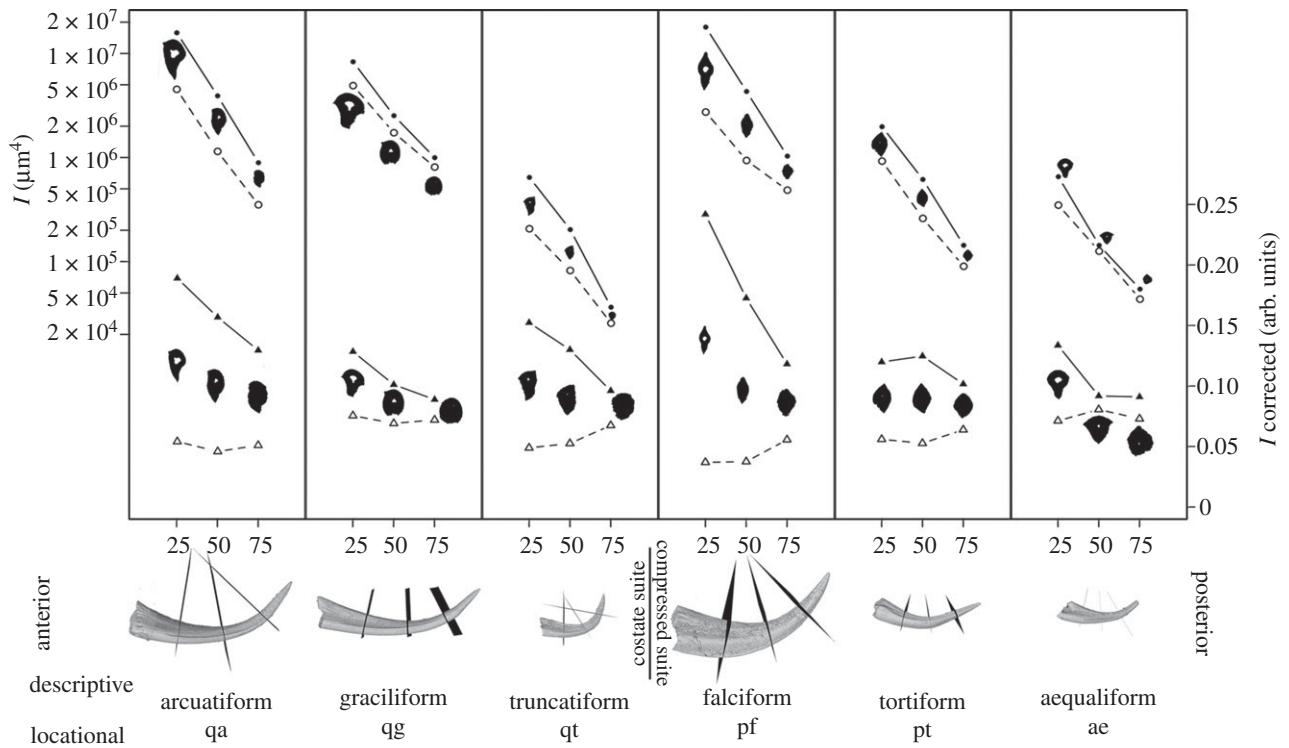 2 × 10⁷
1 × 10⁷
5 × 10⁶
2 × 10⁶
1 × 10⁶
5 × 10⁵
2 × 10⁵
1 × 10⁵
5 × 10⁴
2 × 10⁴
I (μm⁴)
0.25
0.20
0.15
0.10
0.05
0
I corrected (arb. units)
25 50 75 25 50 75 25 50 75 25 50 75 25 50 75 25 50 75
anterior
costate suite
compressed suite
posterior
descriptive
arcuatiform graciliform truncatiform falciform tortiform aequaliform
locational
qa qg qt pf pt ae